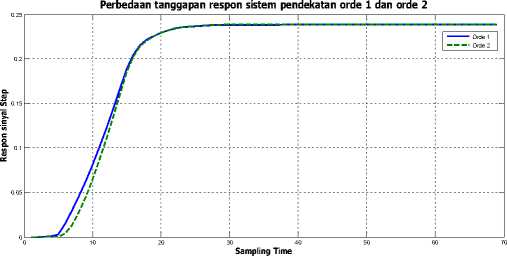 Perbedaan tanggapan respon sistem pendekatan orde 1 dan orde 2
0.25
Orde 1
Orde 2
0.2
0.15
Respon sinyal Step
0.1
0.05
0
0 10 20 30 40 50 60 70
Sampling Time